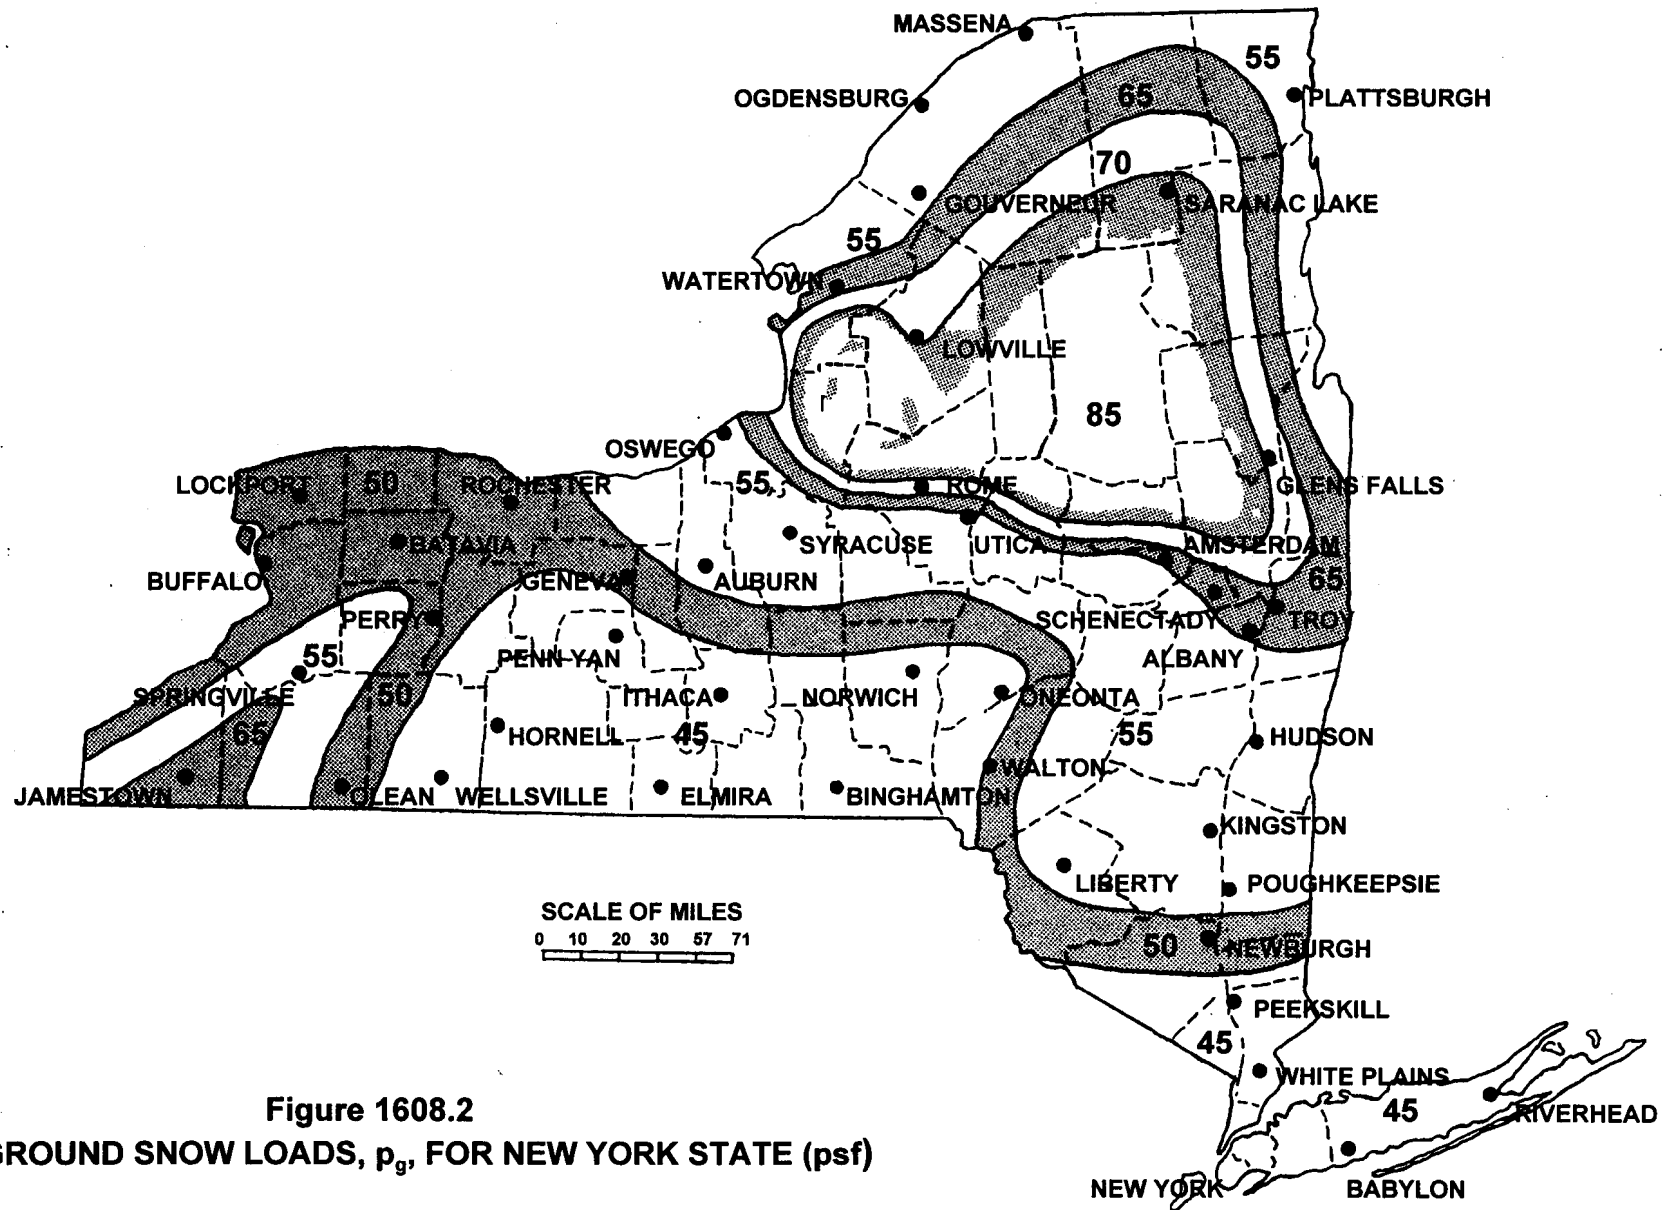 MASSENA
55
OGDENSBURG
65
PLATTSBURGH
70
GOUVERNEUR
SARANAC LAKE
55
WATERTOWN
LOWVILLE
85
OSWEGO
LOCKPORT
50
ROCHESTER
55
ROME
GLENS FALLS
BATAVIA
SYRACUSE
UTICA
AMSTERDAM
BUFFALO
GENEVA
AUBURN
65
PERRY
SCHENECTADY
TROY
55
PENN YAN
ALBANY
SPRINGVILLE
50
ITHACA
NORWICH
ONEONTA
65
HORNELL
45
55
HUDSON
WALTON
JAMESTOWN
OLEAN
WELLSVILLE
ELMIRA
BINGHAMTON
KINGSTON
LIBERTY
POUGHKEEPSIE
SCALE OF MILES
0 10 20 30 57 71
50
NEWBURGH
PEEKSKILL
45
WHITE PLAINS
45
RIVERHEAD
NEW YORK
BABYLON
Figure 1608.2
GROUND SNOW LOADS, pg, FOR NEW YORK STATE (psf)